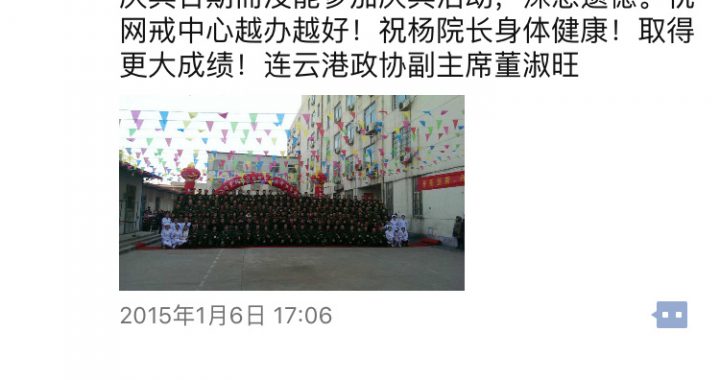 网戒中心越办越好！祝杨院长身体健康！取得
更大成绩！连云港政协副主席董淑旺
2015年1月6日 17:06